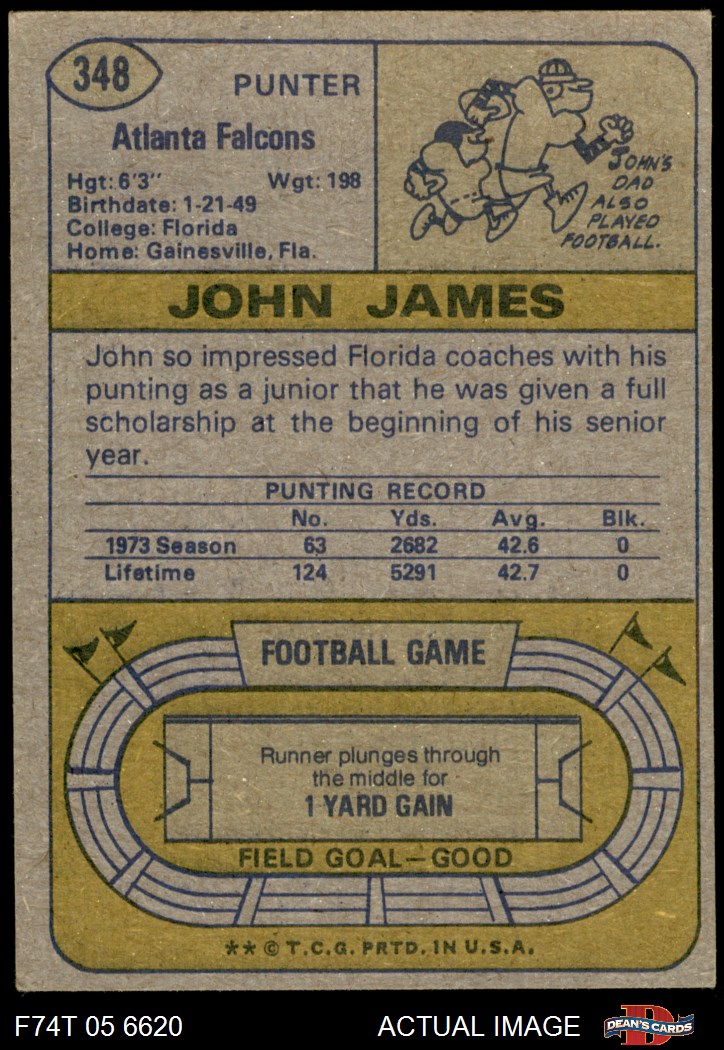 348
PUNTER
Atlanta Falcons
Hgt: 6'3" Wgt: 198
Birthdate: 1-21-49
College: Florida
Home: Gainesville, Fla.
JOHN'S
DAD
ALSO
PLAYED
FOOTBALL.
JOHN JAMES
John so impressed Florida coaches with his
punting as a junior that he was given a full
scholarship at the beginning of his senior
year.
PUNTING RECORD
No. Yds. Avg. Blk.
1973 Season 63 2682 42.6 0
Lifetime 124 5291 42.7 0
FOOTBALL GAME
Runner plunges through
the middle for
1 YARD GAIN
FIELD GOAL—GOOD
** © T.C.G. PRTD. IN U.S.A.
F74T 05 6620 ACTUAL IMAGE
D
DEAN'S CARDS